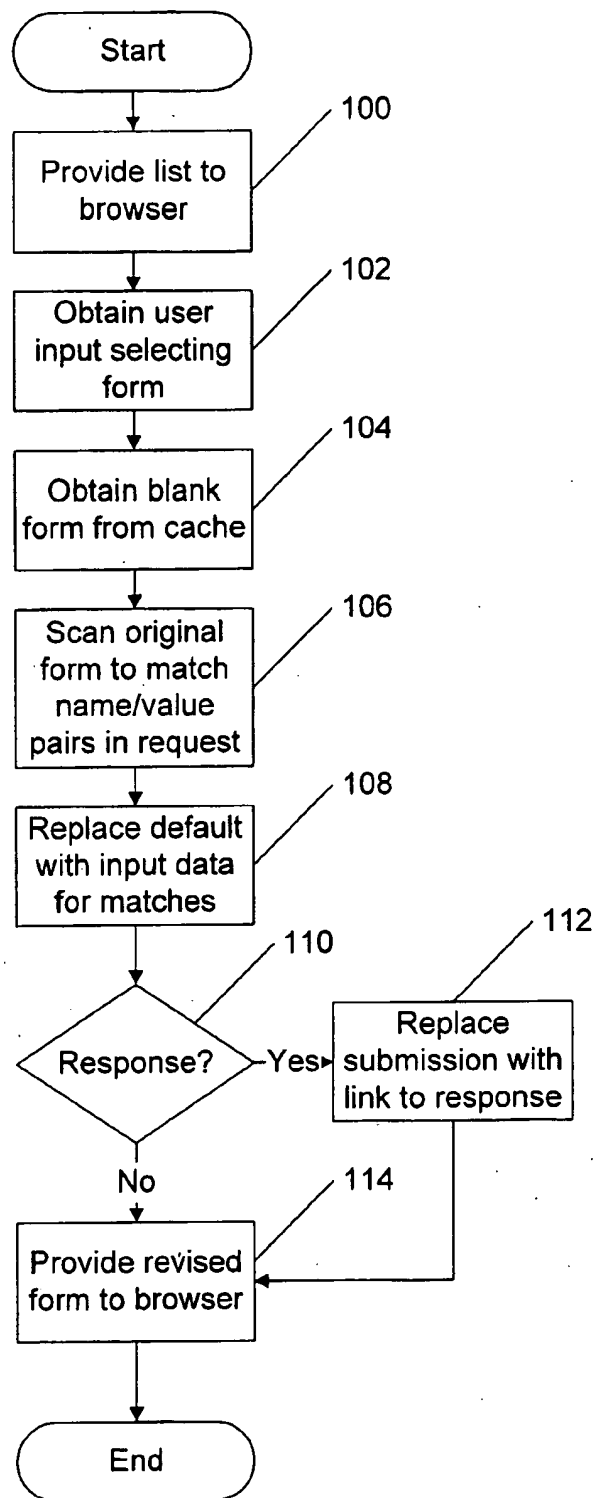 Start
100
Provide list to
browser
102
Obtain user
input selecting
form
104
Obtain blank
form from cache
106
Scan original
form to match
name/value
pairs in request
108
Replace default
with input data
for matches
110
Response?
Yes
112
Replace
submission with
link to response
No
114
Provide revised
form to browser
End